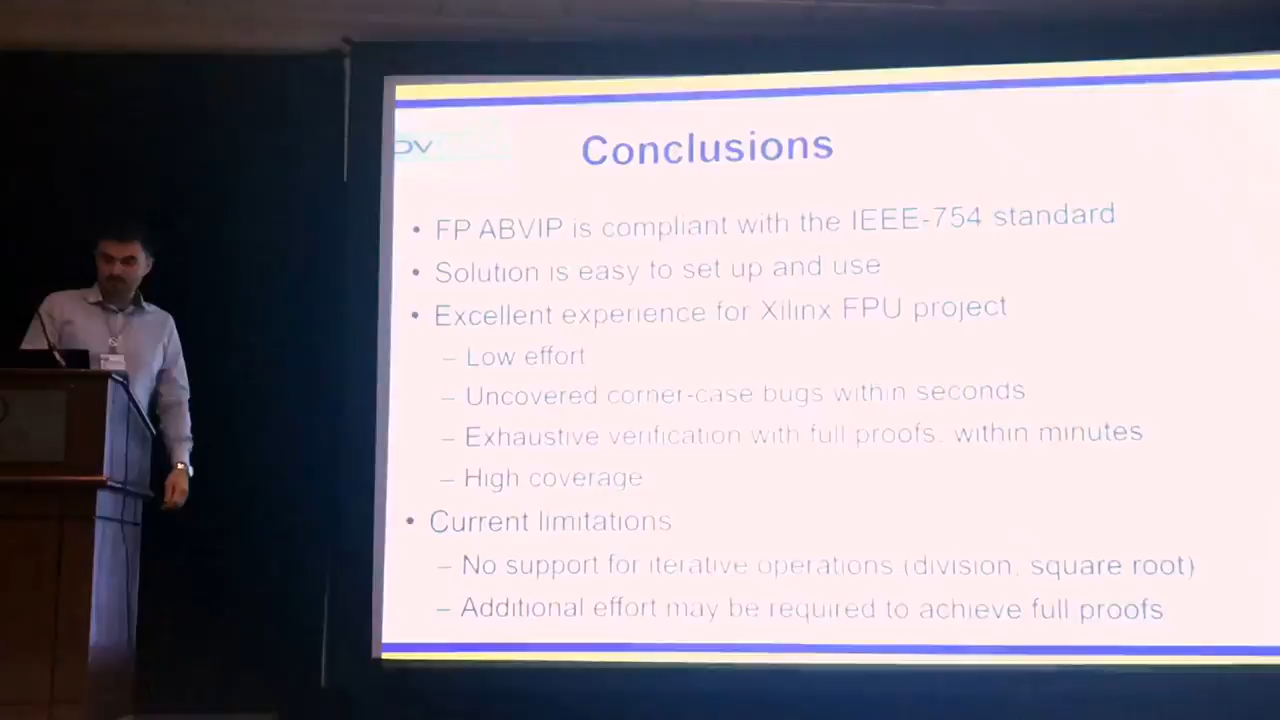 DV
Conclusions
• FP ABVIP is compliant with the IEEE-754 standard
• Solution is easy to set up and use
• Excellent experience for Xilinx FPU project
– Low effort
– Uncovered corner-case bugs within seconds
– Exhaustive verification with full proofs, within minutes
– High coverage
• Current limitations
– No support for iterative operations (division, square root)
– Additional effort may be required to achieve full proofs